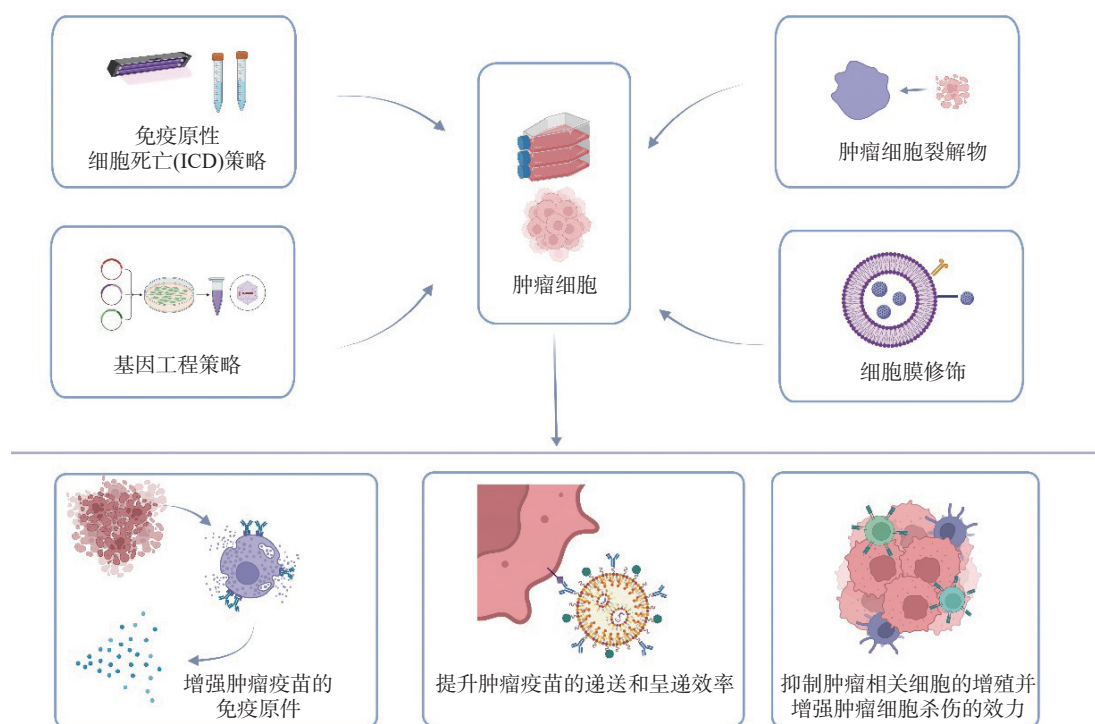 免疫原性
细胞死亡(ICD)策略
肿瘤细胞裂解物
肿瘤细胞
基因工程策略
细胞膜修饰
增强肿瘤疫苗的
免疫原件
提升肿瘤疫苗的递送和呈递效率
抑制肿瘤相关细胞的增殖并
增强肿瘤细胞杀伤的效力